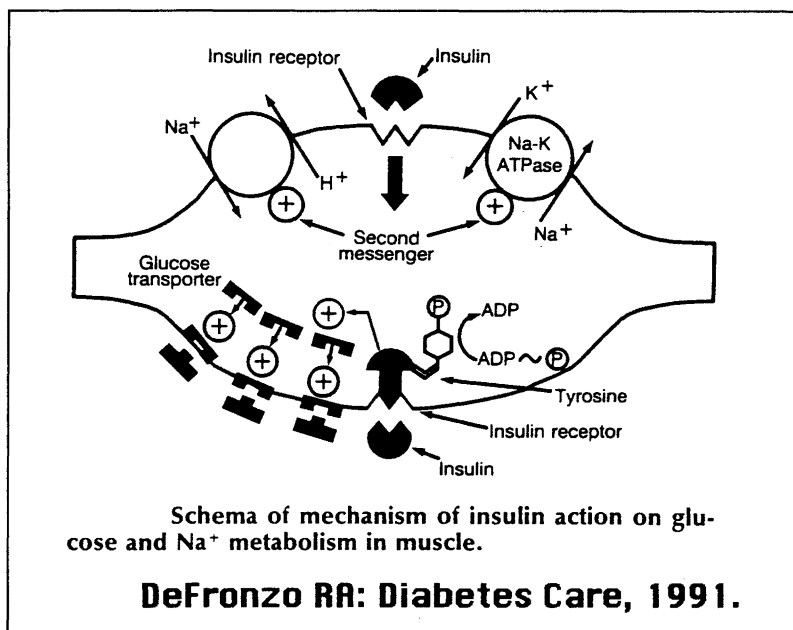 Insulin receptor
Insulin
Na⁺
H⁺
K⁺
Na-K
ATPase
Na⁺
+
+
Second
messenger
Glucose
transporter
+
+
+
+
P
ADP
ADP ~ P
Tyrosine
Insulin receptor
Insulin
Schema of mechanism of insulin action on glu-
cose and Na⁺ metabolism in muscle.
DeFronzo RA: Diabetes Care, 1991.